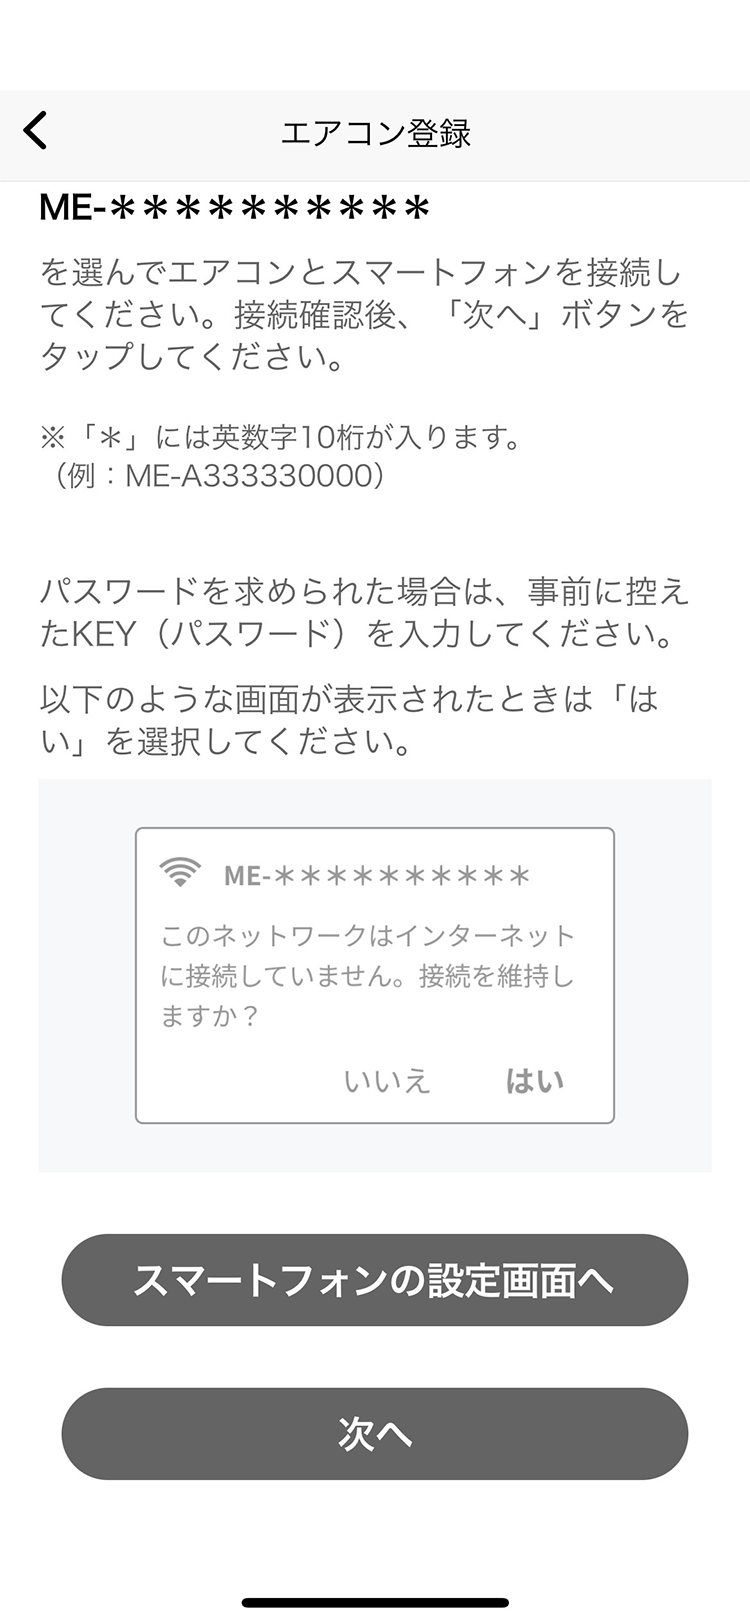 エアコン登録
ME-＊＊＊＊＊＊＊＊＊＊
を選んでエアコンとスマートフォンを接続し
てください。接続確認後、「次へ」ボタンを
タップしてください。
※「＊」には英数字10桁が入ります。
（例：ME-A333330000）
パスワードを求められた場合は、事前に控え
たKEY（パスワード）を入力してください。
以下のような画面が表示されたときは「は
い」を選択してください。
ME-＊＊＊＊＊＊＊＊＊＊
このネットワークはインターネット
に接続していません。接続を維持し
ますか？
いいえ はい
スマートフォンの設定画面へ
次へ